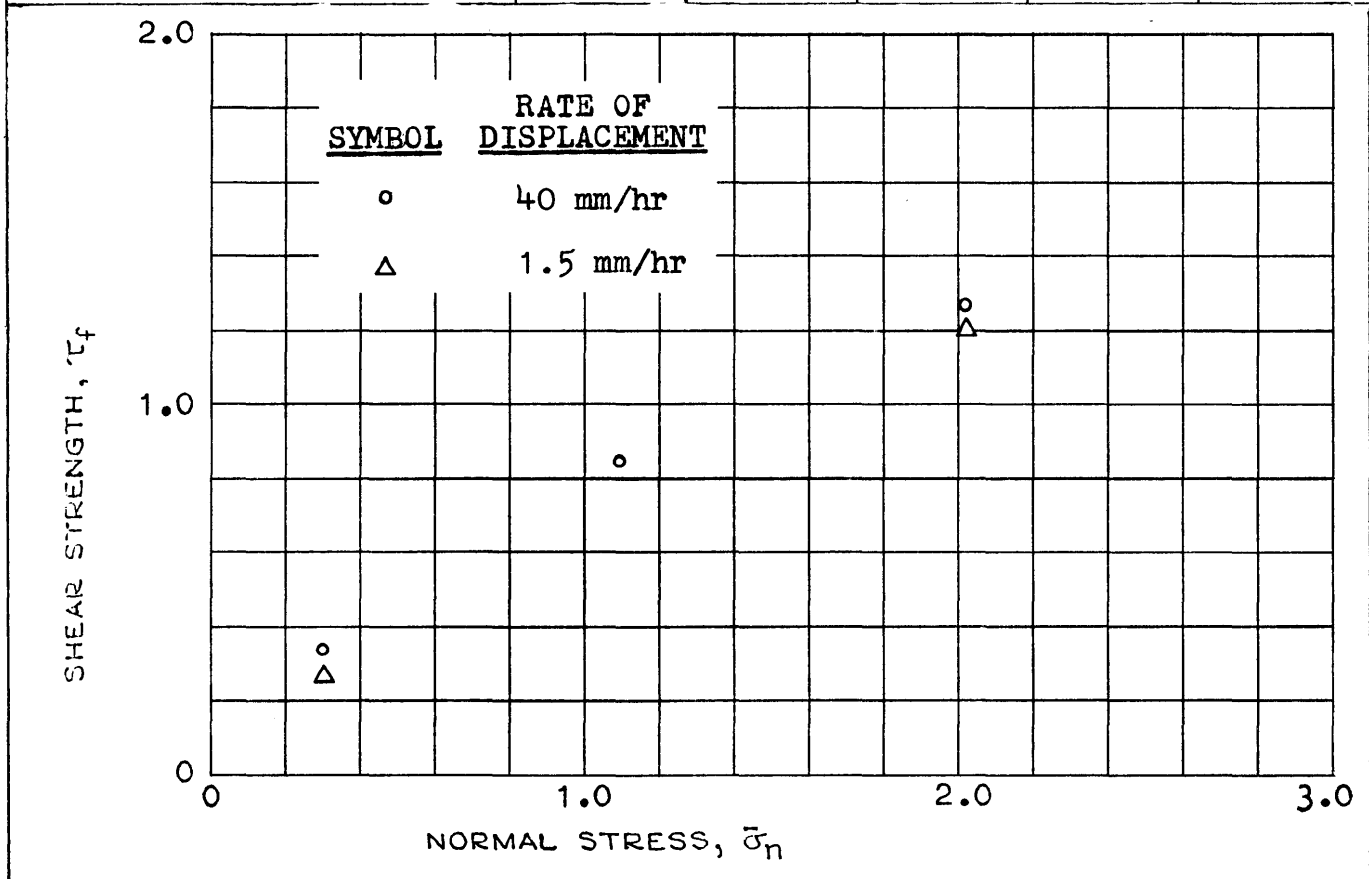 2.0
RATE OF
SYMBOL DISPLACEMENT
40 mm/hr
1.5 mm/hr
SHEAR STRENGTH, τf
1.0
0
0 1.0 2.0 3.0
NORMAL STRESS, σ̄n